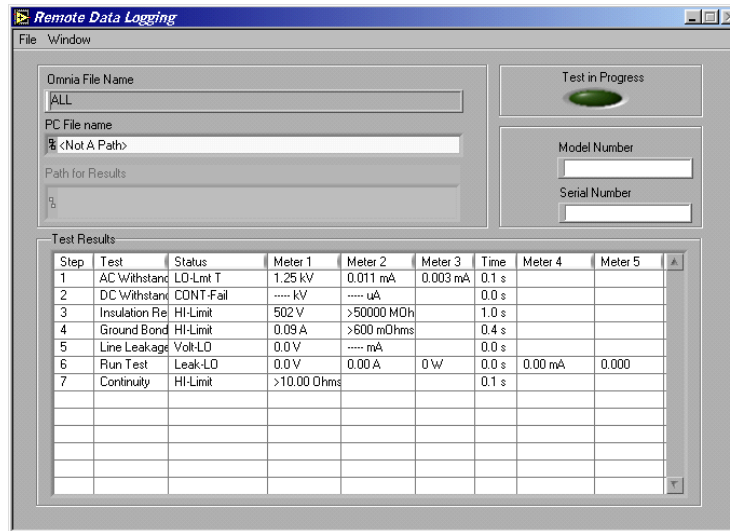 Remote Data Logging
File Window
Omnia File Name
ALL
PC File name
<Not A Path>
Path for Results
Test in Progress
Model Number
Serial Number
Test Results
Step Test Status Meter 1 Meter 2 Meter 3 Time Meter 4 Meter 5
1 AC Withstand LO-Lmt T 1.25 kV 0.011 mA 0.003 mA 0.1 s
2 DC Withstand CONT-Fail ----- kV ----- uA 0.0 s
3 Insulation Re HI-Limit 502 V >50000 MOh 1.0 s
4 Ground Bond HI-Limit 0.09 A >600 mOhms 0.4 s
5 Line Leakage Volt-LO 0.0 V ----- mA 0.0 s
6 Run Test Leak-LO 0.0 V 0.00 A 0 W 0.0 s 0.00 mA 0.000
7 Continuity HI-Limit >10.00 Ohms 0.1 s